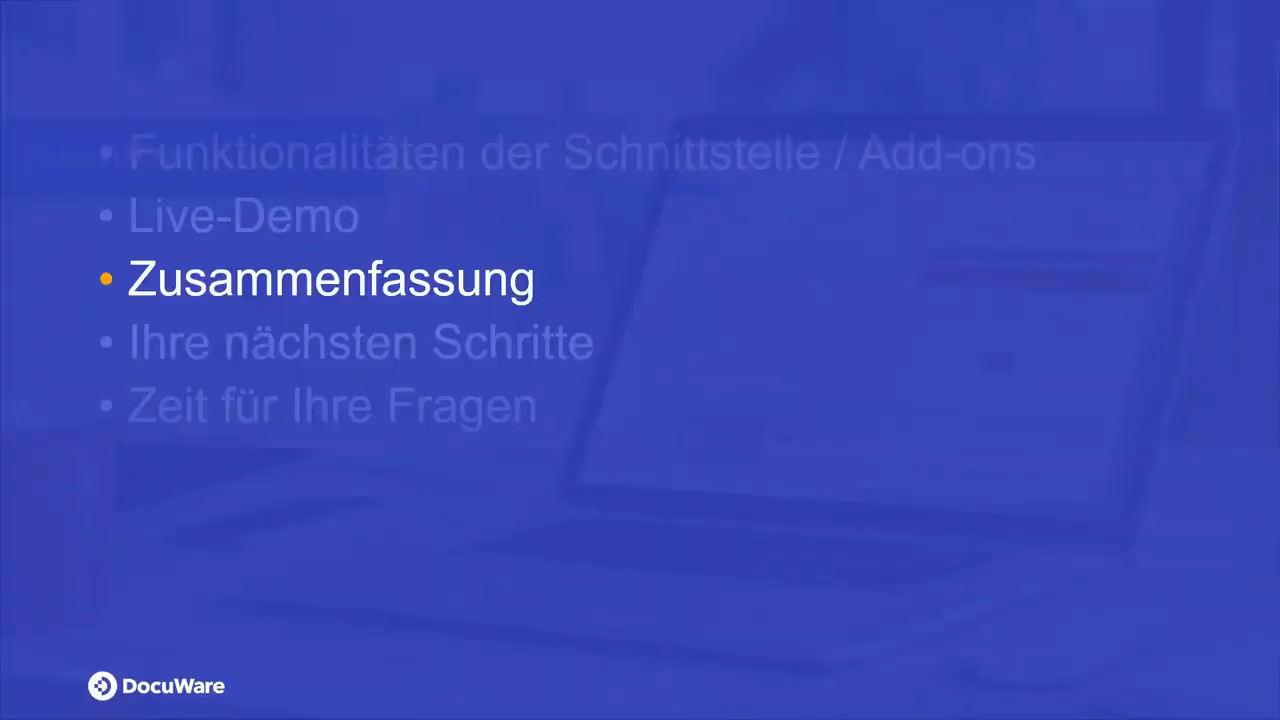 • Funktionalitäten der Schnittstelle / Add-ons
• Live-Demo
• Zusammenfassung
• Ihre nächsten Schritte
• Zeit für Ihre Fragen
DocuWare